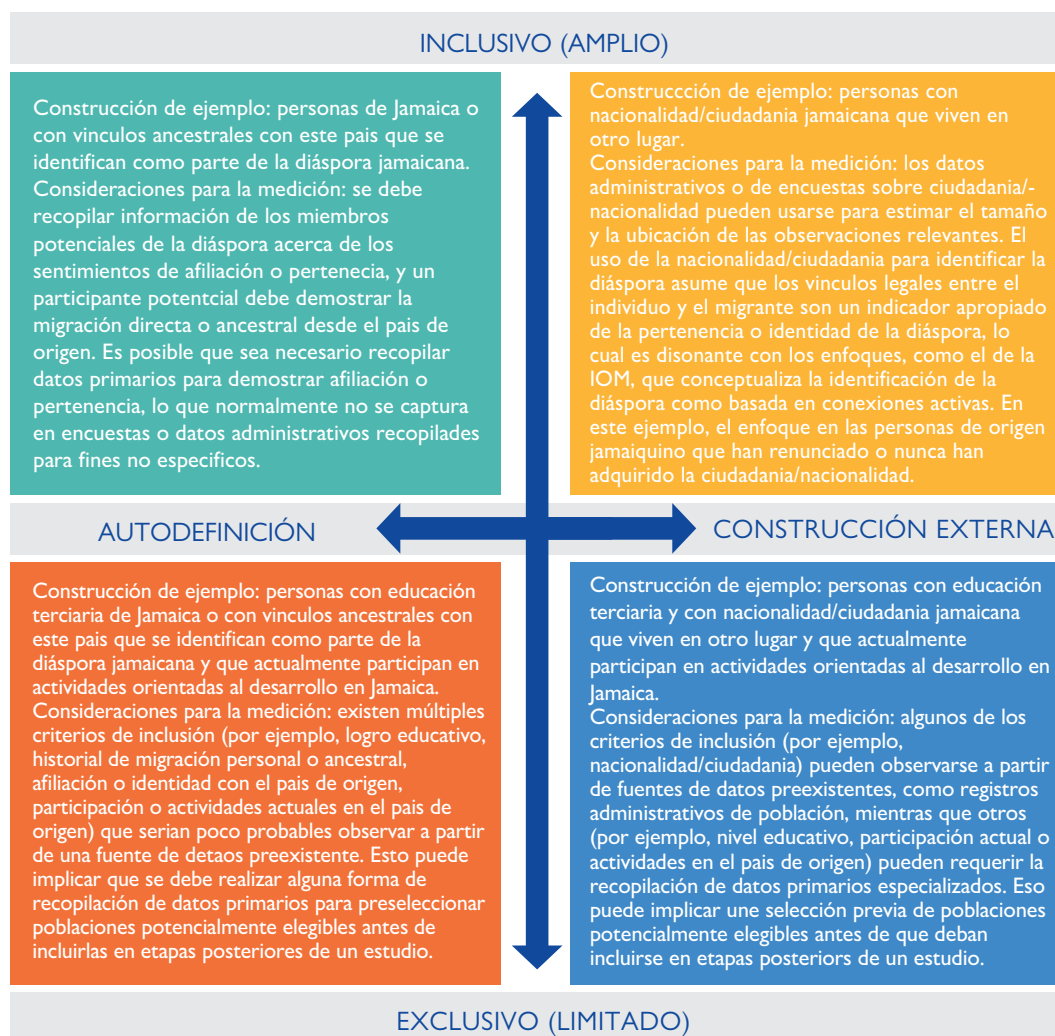 INCLUSIVO (AMPLIO)
Construcción de ejemplo: personas de Jamaica o
con vinculos ancestrales con este pais que se
identifican como parte de la diáspora jamaicana.
Consideraciones para la medición: se debe
recopilar información de los miembros
potenciales de la diáspora acerca de los
sentimientos de afiliación o pertenecia, y un
participante potentcial debe demostrar la
migración directa o ancestral desde el pais de
origen. Es posible que sea necesario recopilar
datos primarios para demostrar afiliación o
pertenencia, lo que normalmente no se captura
en encuestas o datos administrativos recopilades
para fines no especificos.
Construccción de ejemplo: personas con
nacionalidad/ciudadania jamaicana que viven en
otro lugar.
Consideraciones para la medición: los datos
administrativos o de encuestas sobre ciudadania/-
nacionalidad pueden usarse para estimar el tamaño
y la ubicación de las observaciones relevantes. El
uso de la nacionalidad/ciudadania para identificar la
diáspora asume que los vinculos legales entre el
individuo y el migrante son un indicador apropiado
de la pertenencia o identidad de la diáspora, lo
cual es disonante con los enfoques, como el de la
IOM, que conceptualiza la identificación de la
diáspora como basada en conexiones activas. En
este ejemplo, el enfoque en las personas de origen
jamaiquino que han renunciado o nunca han
adquirido la ciudadania/nacionalidad.
AUTODEFINICIÓN
CONSTRUCCIÓN EXTERNA
Construcción de ejemplo: personas con educación
terciaria de Jamaica o con vinculos ancestrales con
este pais que se identifican como parte de la
diáspora jamaicana y que actualmente participan en
actividades orientadas al desarrollo en Jamaica.
Consideraciones para la medición: existen múltiples
criterios de inclusión (por ejemplo, logro educativo,
historial de migración personal o ancestral,
afiliación o identidad con el pais de origen,
participación o actividades actuales en el pais de
origen) que serian poco probables observar a partir
de una fuente de detaos preexistente. Esto puede
implicar que se debe realizar alguna forma de
recopilación de datos primarios para preseleccionar
poblaciones potencialmente elegibles antes de
incluirlas en etapas posteriores de un estudio.
Construcción de ejemplo: personas con educación
terciaria y con nacionalidad/ciudadania jamaicana
que viven en otro lugar y que actualmente
participan en actividades orientadas al desarrollo en
Jamaica.
Consideraciones para la medición: algunos de los
criterios de inclusión (por ejemplo,
nacionalidad/ciudadania) pueden observarse a partir
de fuentes de datos preexistentes, como registros
administrativos de población, mientras que otros
(por ejemplo, nivel educativo, participación actual o
actividades en el pais de origen) pueden requerir la
recopilación de datos primarios especializados. Eso
puede implicar une selección previa de poblaciones
potencialmente elegibles antes de que deban
incluirse en etapas posteriors de un estudio.
EXCLUSIVO (LIMITADO)